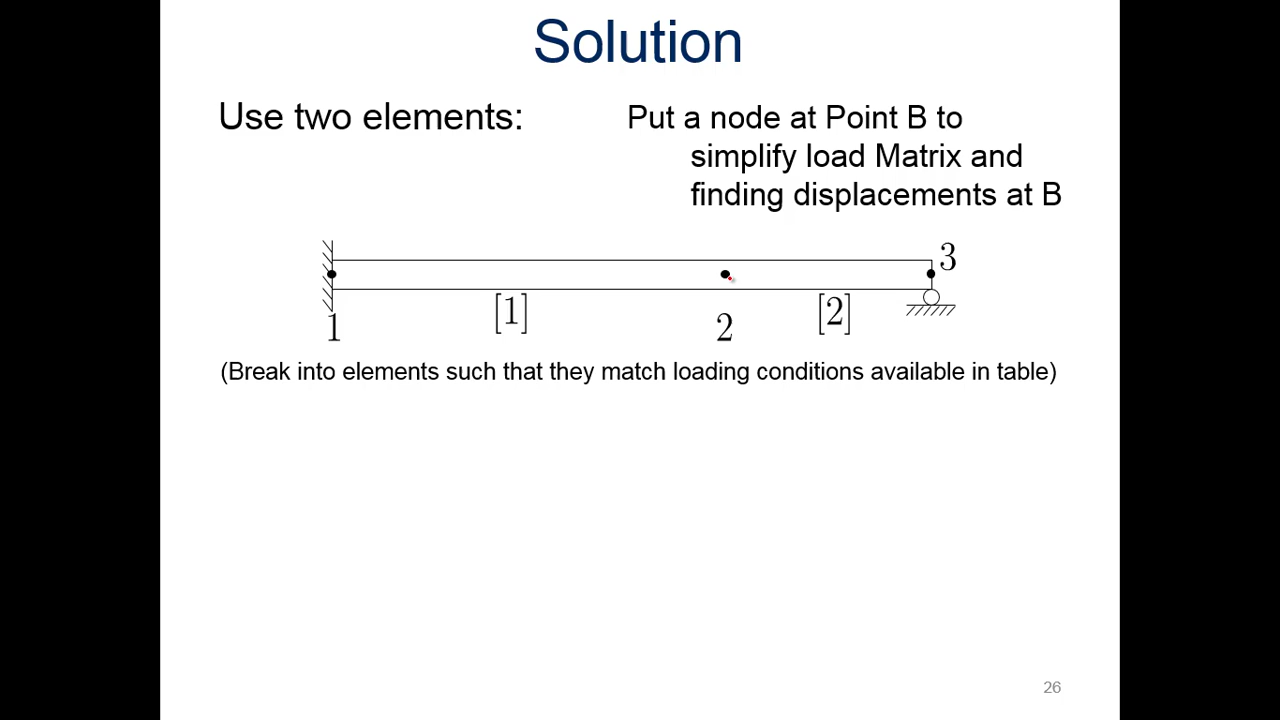 Solution
Use two elements:
Put a node at Point B to
simplify load Matrix and
finding displacements at B
3
[1]
[2]
1
2
(Break into elements such that they match loading conditions available in table)
26